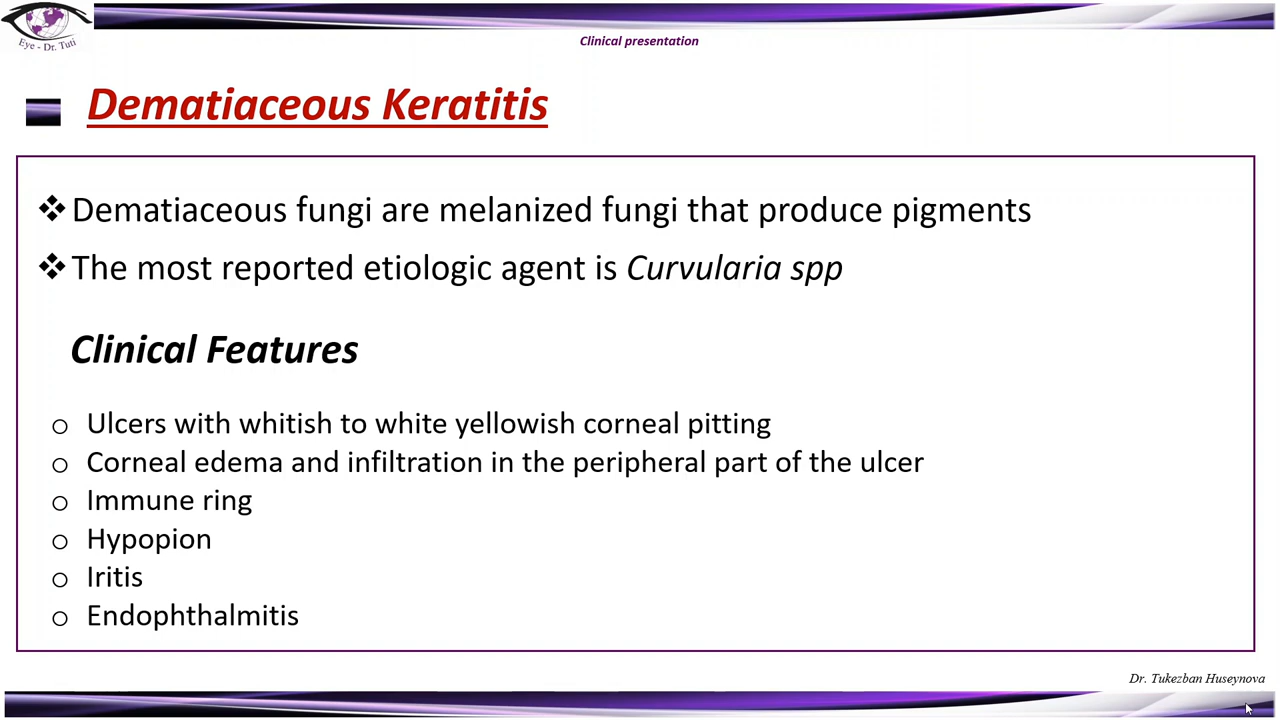 Eye - Dr. Tuti
Clinical presentation
Dematiaceous Keratitis
❖ Dematiaceous fungi are melanized fungi that produce pigments
❖ The most reported etiologic agent is Curvularia spp
Clinical Features
o Ulcers with whitish to white yellowish corneal pitting
o Corneal edema and infiltration in the peripheral part of the ulcer
o Immune ring
o Hypopion
o Iritis
o Endophthalmitis
Dr. Tukezban Huseynova